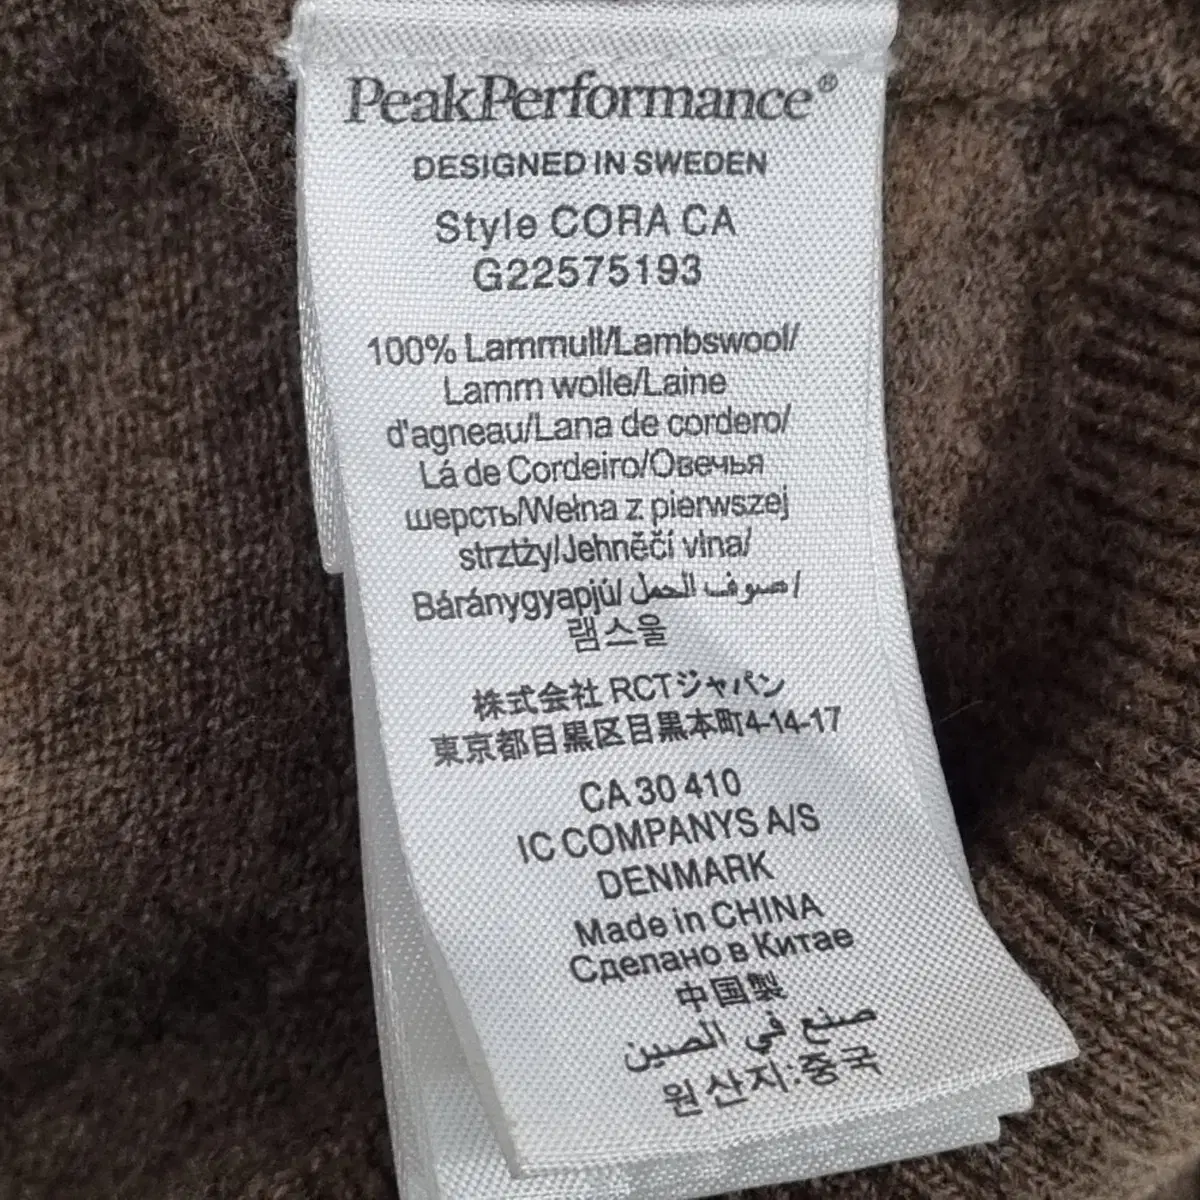 PeakPerformance®
DESIGNED IN SWEDEN
Style CORA CA
G22575193
100% Lammull/Lambswool/
Lamm wolle/Laine
d'agneau/Lana de cordero/
Lá de Cordeiro/Овечья
шерсть/Wełna z pierwszej
strztży/Jehněčí vlna/
Báránygyapjú/صوف الحمل/
램스울
株式会社 RCTジャパン
東京都目黒区目黒本町4-14-17
CA 30 410
IC COMPANYS A/S
DENMARK
Made in CHINA
Сделано в Китае
中国製
صنع في الصين
원산지:중국